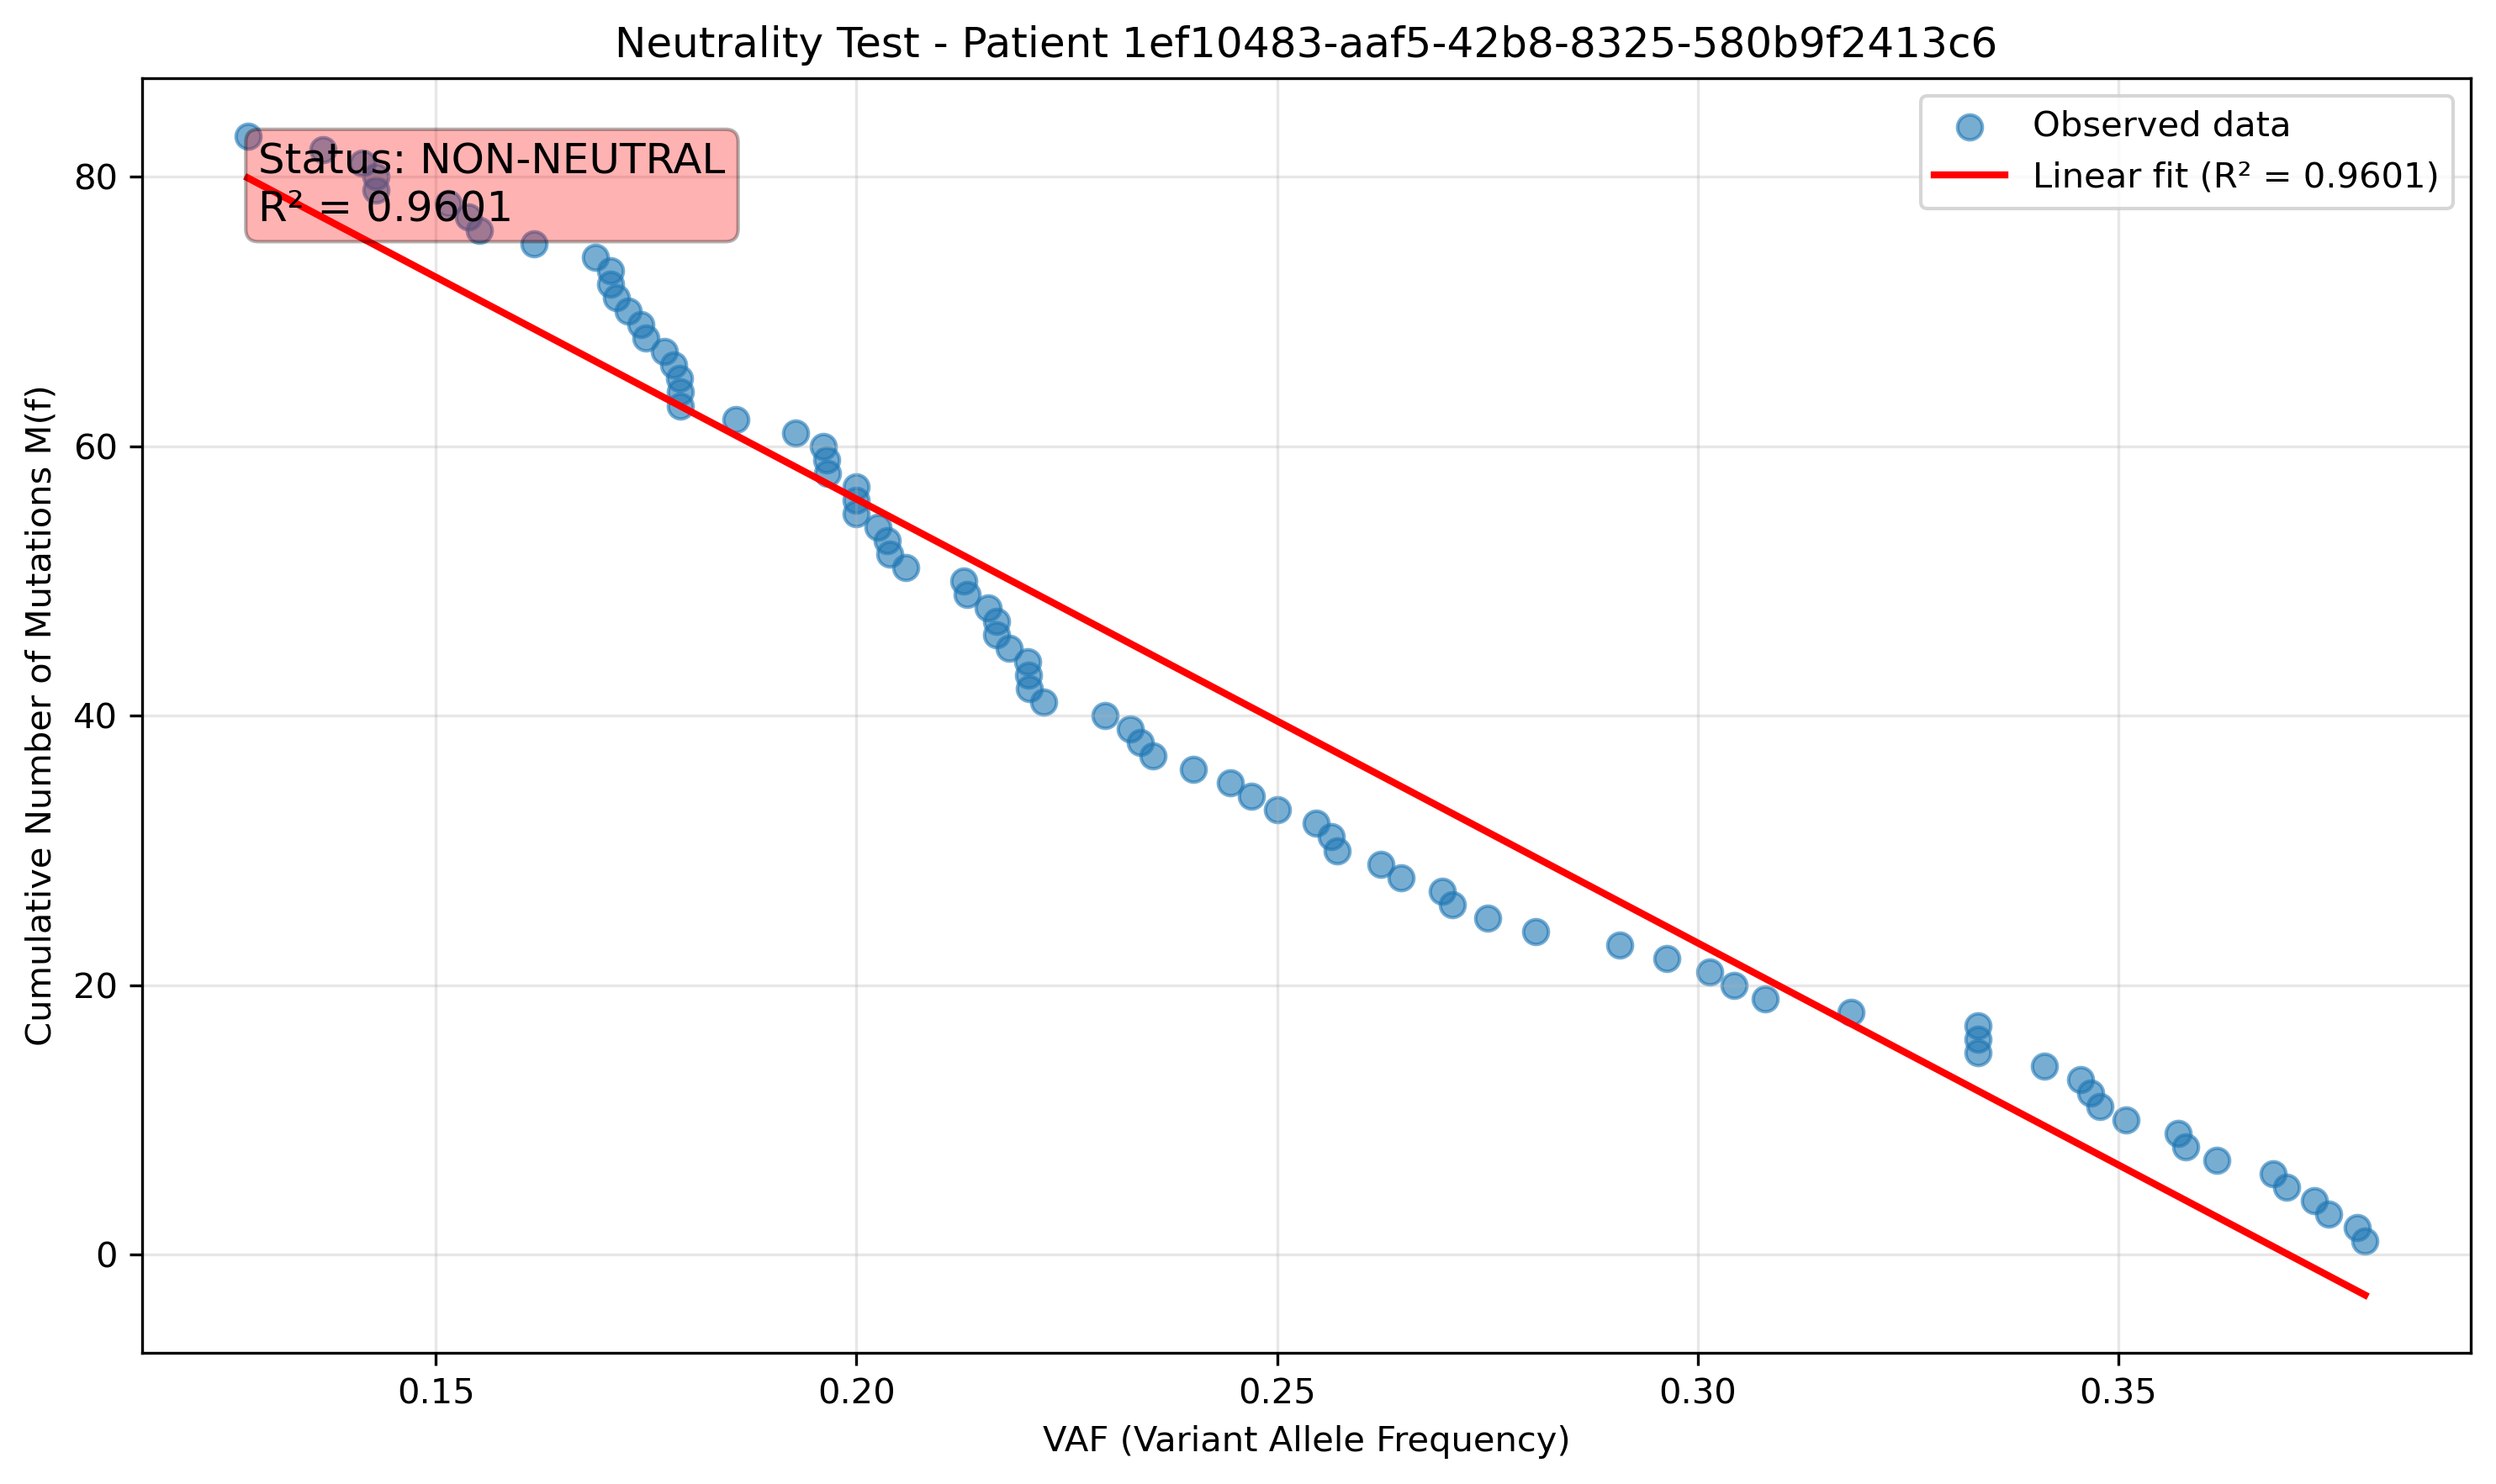 Neutrality Test - Patient 1ef10483-aaf5-42b8-8325-580b9f2413c6
Status: NON-NEUTRAL
R² = 0.9601
Observed data
Linear fit (R² = 0.9601)
Cumulative Number of Mutations M(f)
80
60
40
20
0
0.15
0.20
0.25
0.30
0.35
VAF (Variant Allele Frequency)